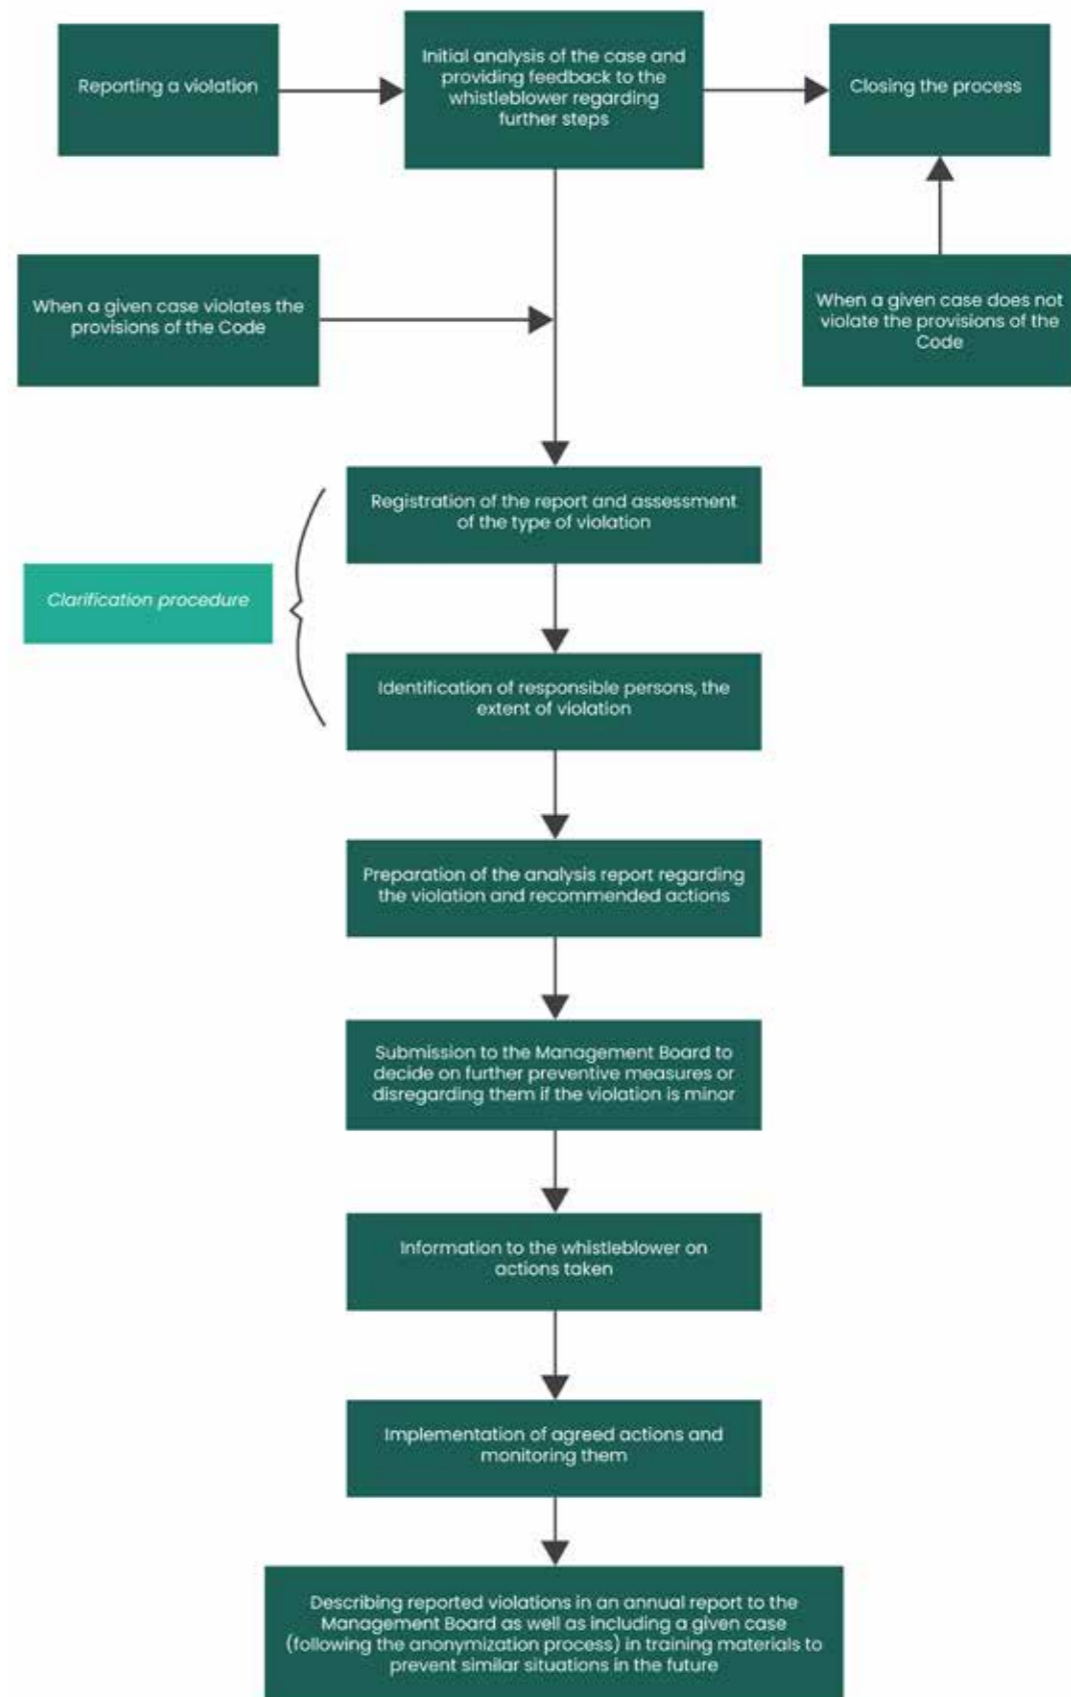 Reporting a violation
Initial analysis of the case and
providing feedback to the
whistleblower regarding
further steps
Closing the process
When a given case violates the
provisions of the Code
When a given case does not
violate the provisions of the
Code
Registration of the report and assessment
of the type of violation
Clarification procedure
Identification of responsible persons, the
extent of violation
Preparation of the analysis report regarding
the violation and recommended actions
Submission to the Management Board to
decide on further preventive measures or
disregarding them if the violation is minor
Information to the whistleblower on
actions taken
Implementation of agreed actions and
monitoring them
Describing reported violations in an annual report to the
Management Board as well as including a given case
(following the anonymization process) in training materials to
prevent similar situations in the future